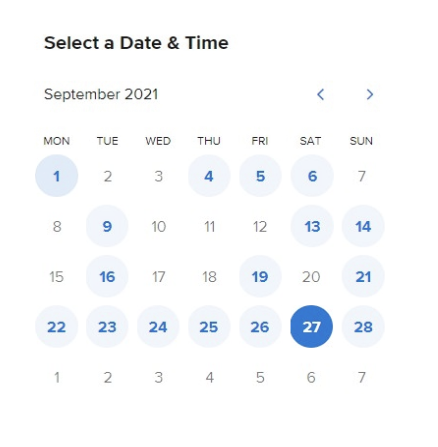 Select a Date & Time
September 2021
MON TUE WED THU FRI SAT SUN
1 2 3 4 5 6 7
8 9 10 11 12 13 14
15 16 17 18 19 20 21
22 23 24 25 26 27 28
1 2 3 4 5 6 7